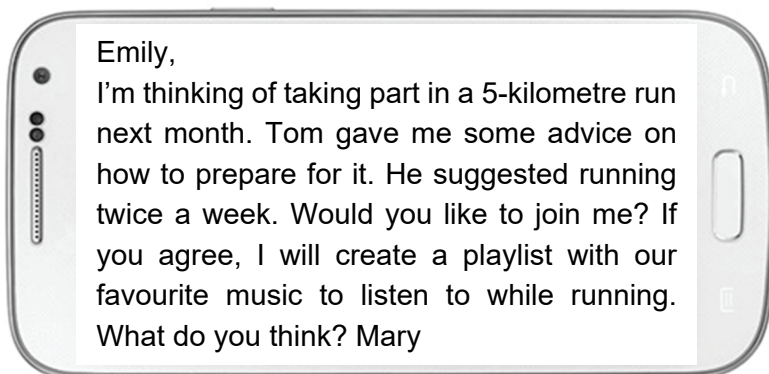 Emily,
I’m thinking of taking part in a 5-kilometre run
next month. Tom gave me some advice on
how to prepare for it. He suggested running
twice a week. Would you like to join me? If
you agree, I will create a playlist with our
favourite music to listen to while running.
What do you think? Mary